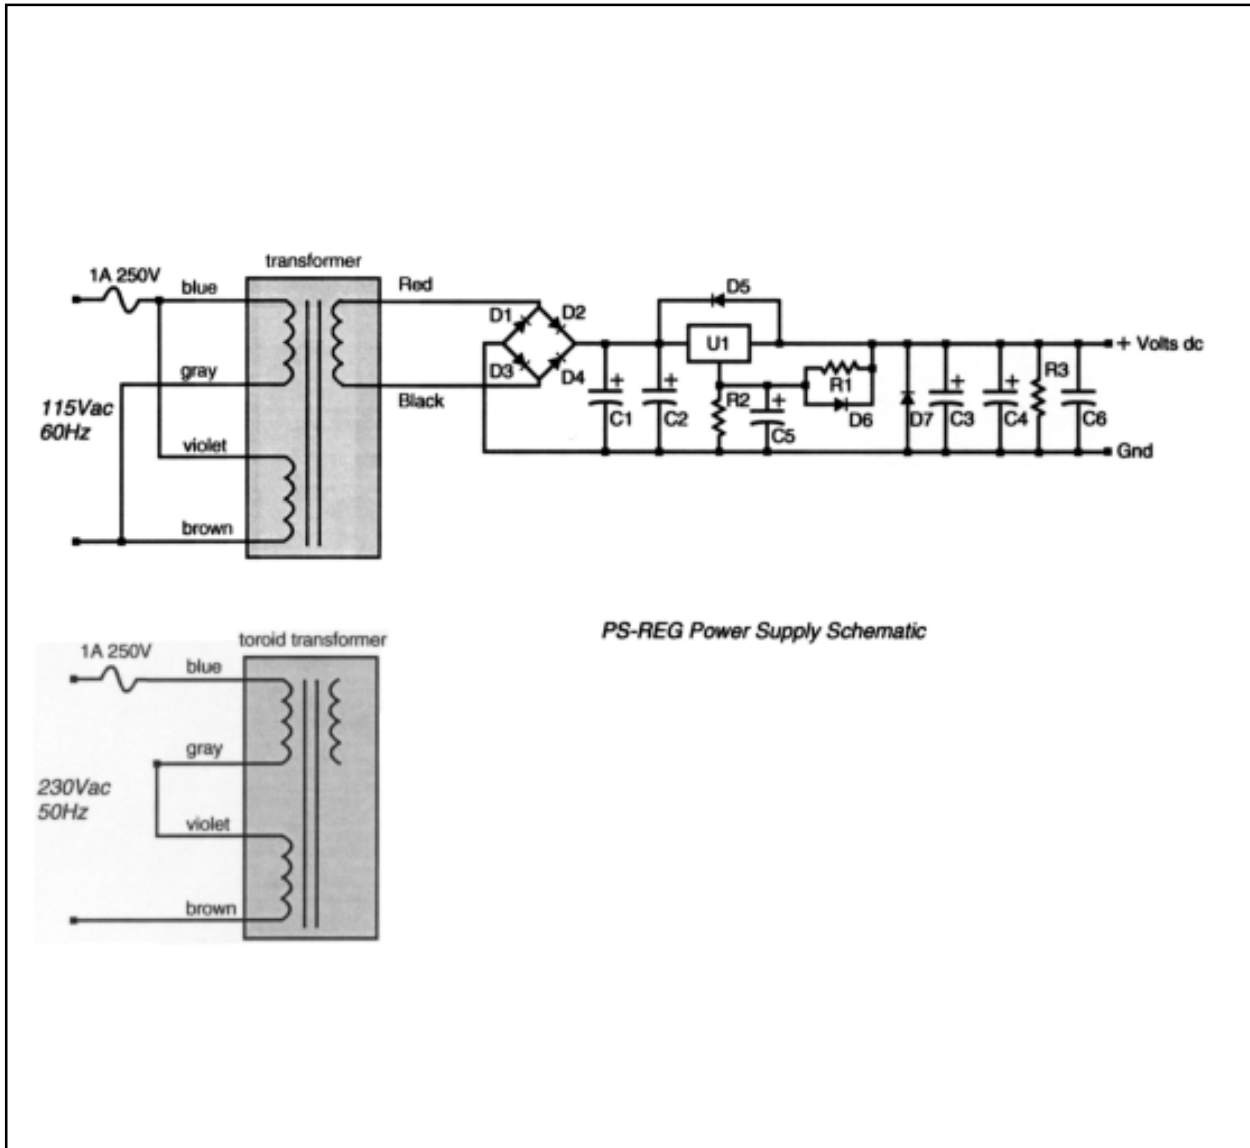 transformer
1A 250V
blue
Red
D1
D2
D5
U1
+ Volts dc
D3
D4
gray
Black
115Vac
60Hz
+
C1
+
C2
R2
+
C5
R1
D6
D7
+
C3
+
C4
R3
C6
Gnd
violet
brown
PS-REG Power Supply Schematic
toroid transformer
1A 250V
blue
gray
230Vac
50Hz
violet
brown